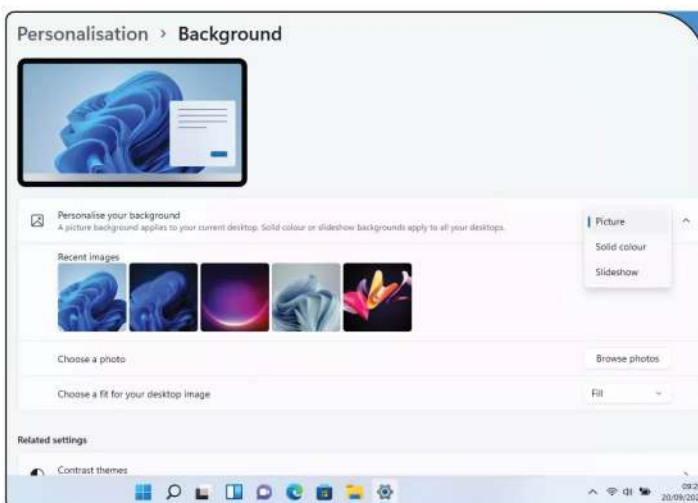 Personalisation > Background
Personalise your background
A picture background applies to your current desktop. Solid colour or slideshow backgrounds apply to all your desktops.
Picture
Solid colour
Slideshow
Recent images
Choose a photo
Browse photos
Choose a fit for your desktop image
Fill
Related settings
Contrast themes